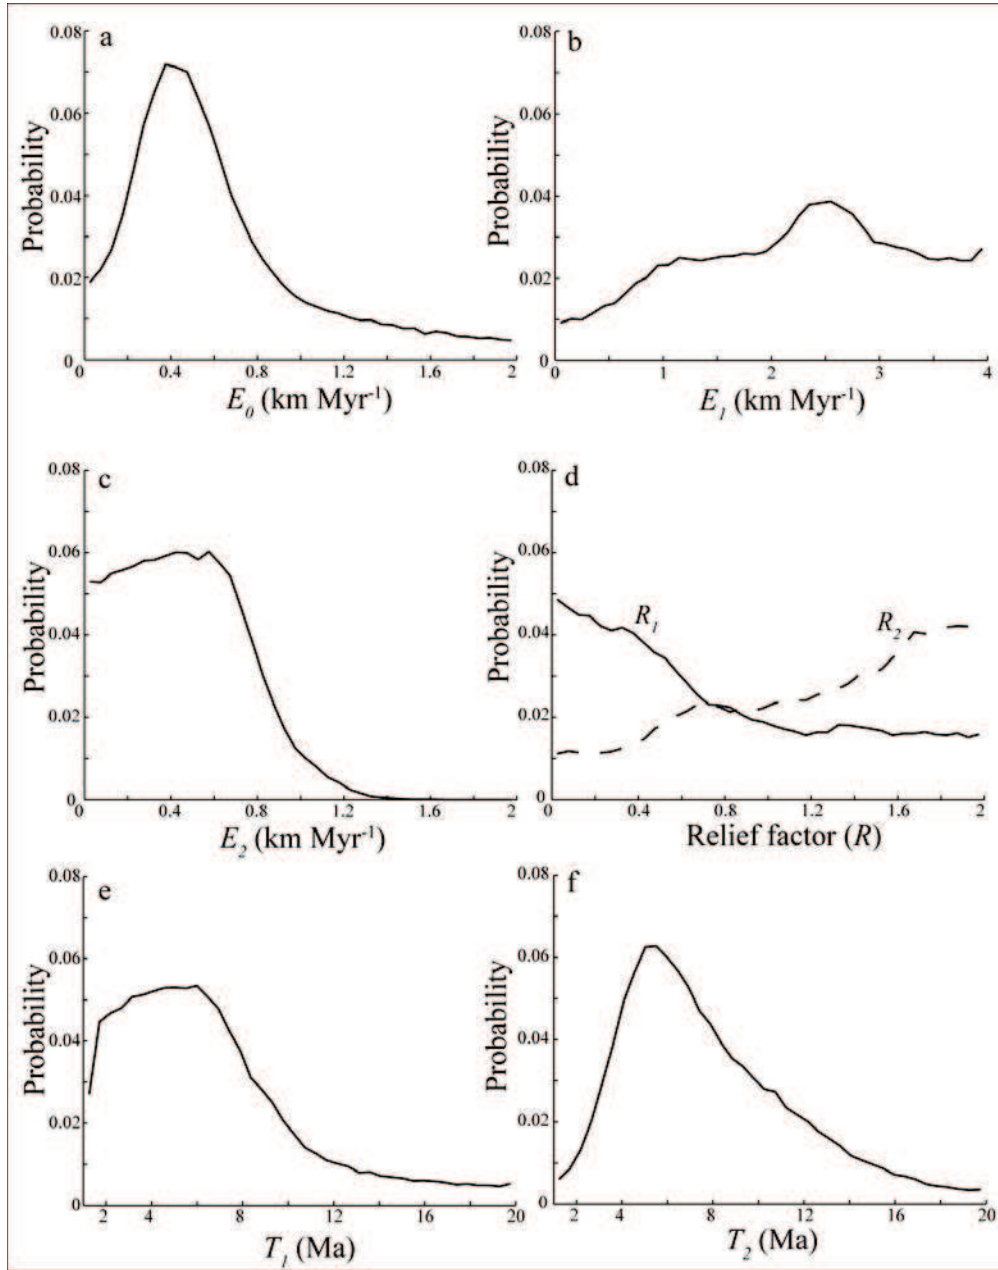 a
0.08
0.06
0.04
0.02
0
Probability
0.4 0.8 1.2 1.6 2
E0 (km Myr-1)
b
0.08
0.06
0.04
0.02
0
Probability
0 1 2 3 4
E1 (km Myr-1)
c
0.08
0.06
0.04
0.02
0
Probability
0 0.4 0.8 1.2 1.6 2
E2 (km Myr-1)
d
0.08
0.06
0.04
0.02
0
Probability
R1
R2
0 0.4 0.8 1.2 1.6 2
Relief factor (R)
e
0.08
0.06
0.04
0.02
0
Probability
2 4 8 12 16 20
T1 (Ma)
f
0.08
0.06
0.04
0.02
0
Probability
2 4 8 12 16 20
T2 (Ma)